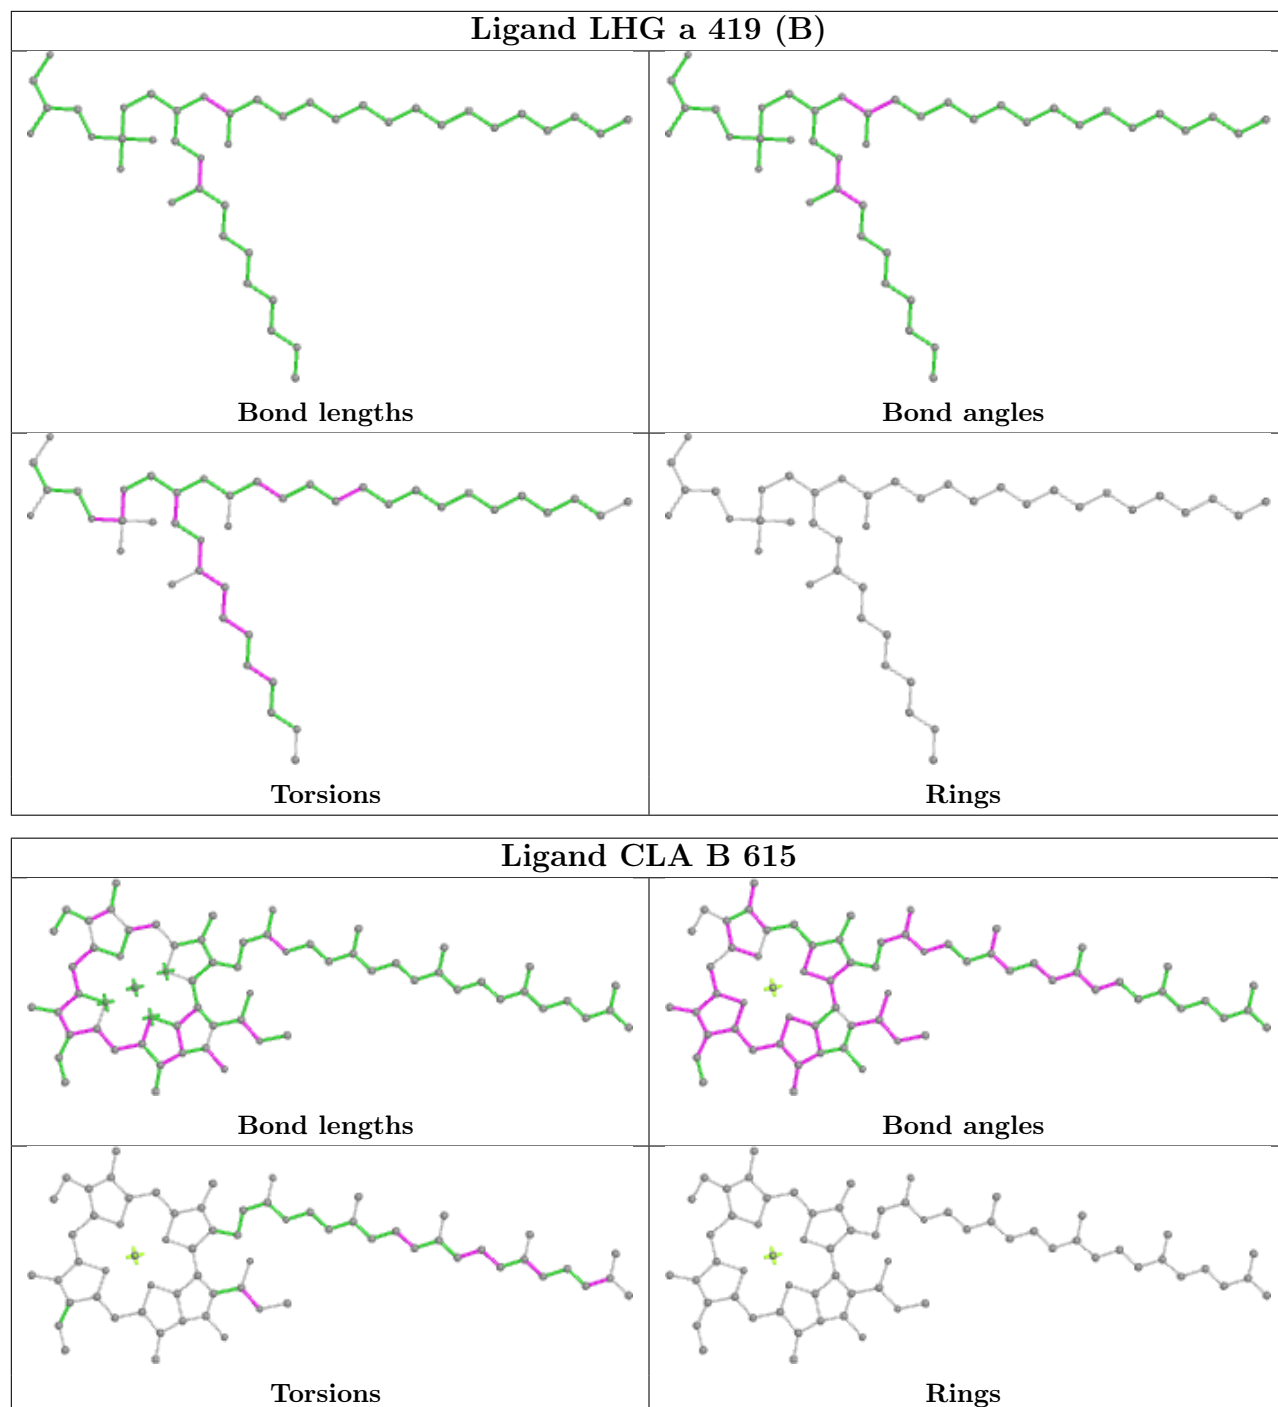 Ligand LHG a 419 (B)
Bond lengths
Bond angles
Torsions
Rings
Ligand CLA B 615
Bond lengths
Bond angles
Torsions
Rings